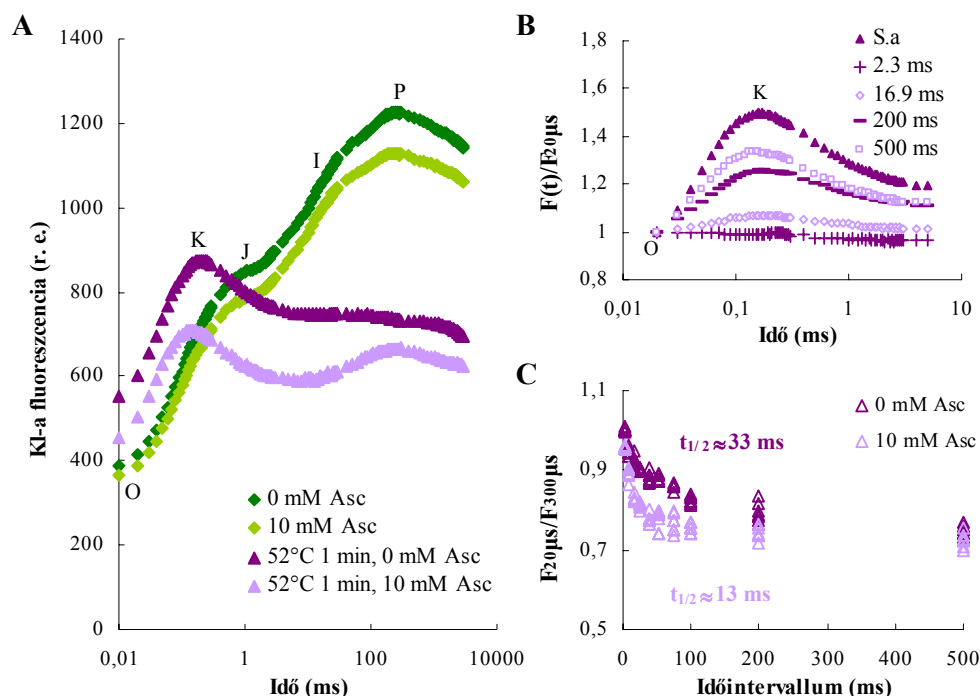 A
Kl-a fluoreszcencia (r. e.)
1400
1200
1000
800
600
400
200
0
0,01
1
100
10000
Idő (ms)
O
K
J
I
P
0 mM Asc
10 mM Asc
52°C 1 min, 0 mM Asc
52°C 1 min, 10 mM Asc
B
F(t)/F20µs
1,8
1,6
1,4
1,2
1
0,8
0,01
0,1
1
10
Idő (ms)
O
K
S.a
2.3 ms
16.9 ms
200 ms
500 ms
C
F20µs/F300µs
1,1
0,9
0,7
0,5
0
100
200
300
400
500
Időintervallum (ms)
t1/2≈33 ms
t1/2≈13 ms
0 mM Asc
10 mM Asc